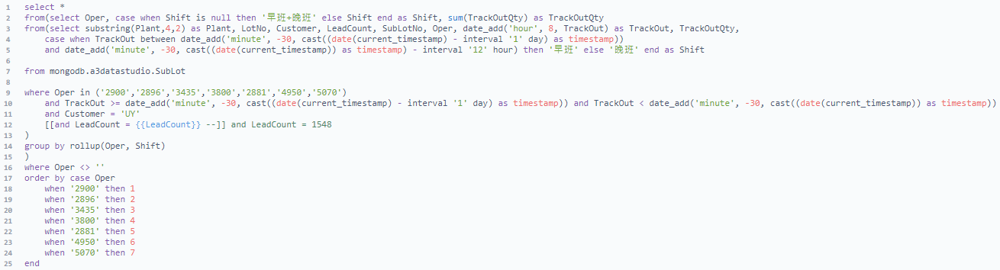 1 select *
2 from(select Oper, case when Shift is null then '早班+晚班' else Shift end as Shift, sum(TrackOutQty) as TrackOutQty
3 from(select substring(Plant,4,2) as Plant, LotNo, Customer, LeadCount, SubLotNo, Oper, date_add('hour', 8, TrackOut) as TrackOut, TrackOutQty,
4 case when TrackOut between date_add('minute', -30, cast((date(current_timestamp) - interval '1' day) as timestamp))
5 and date_add('minute', -30, cast((date(current_timestamp)) as timestamp) - interval '12' hour) then '早班' else '晚班' end as Shift
6
7 from mongodb.a3datastudio.SubLot
8
9 where Oper in ('2900','2896','3435','3800','2881','4950','5070')
10 and TrackOut >= date_add('minute', -30, cast((date(current_timestamp) - interval '1' day) as timestamp)) and TrackOut < date_add('minute', -30, cast((date(current_timestamp)) as timestamp))
11 and Customer = 'UY'
12 [[and LeadCount = {{LeadCount}} --]] and LeadCount = 1548
13 )
14 group by rollup(Oper, Shift)
15 )
16 where Oper <> ''
17 order by case Oper
18 when '2900' then 1
19 when '2896' then 2
20 when '3435' then 3
21 when '3800' then 4
22 when '2881' then 5
23 when '4950' then 6
24 when '5070' then 7
25 end